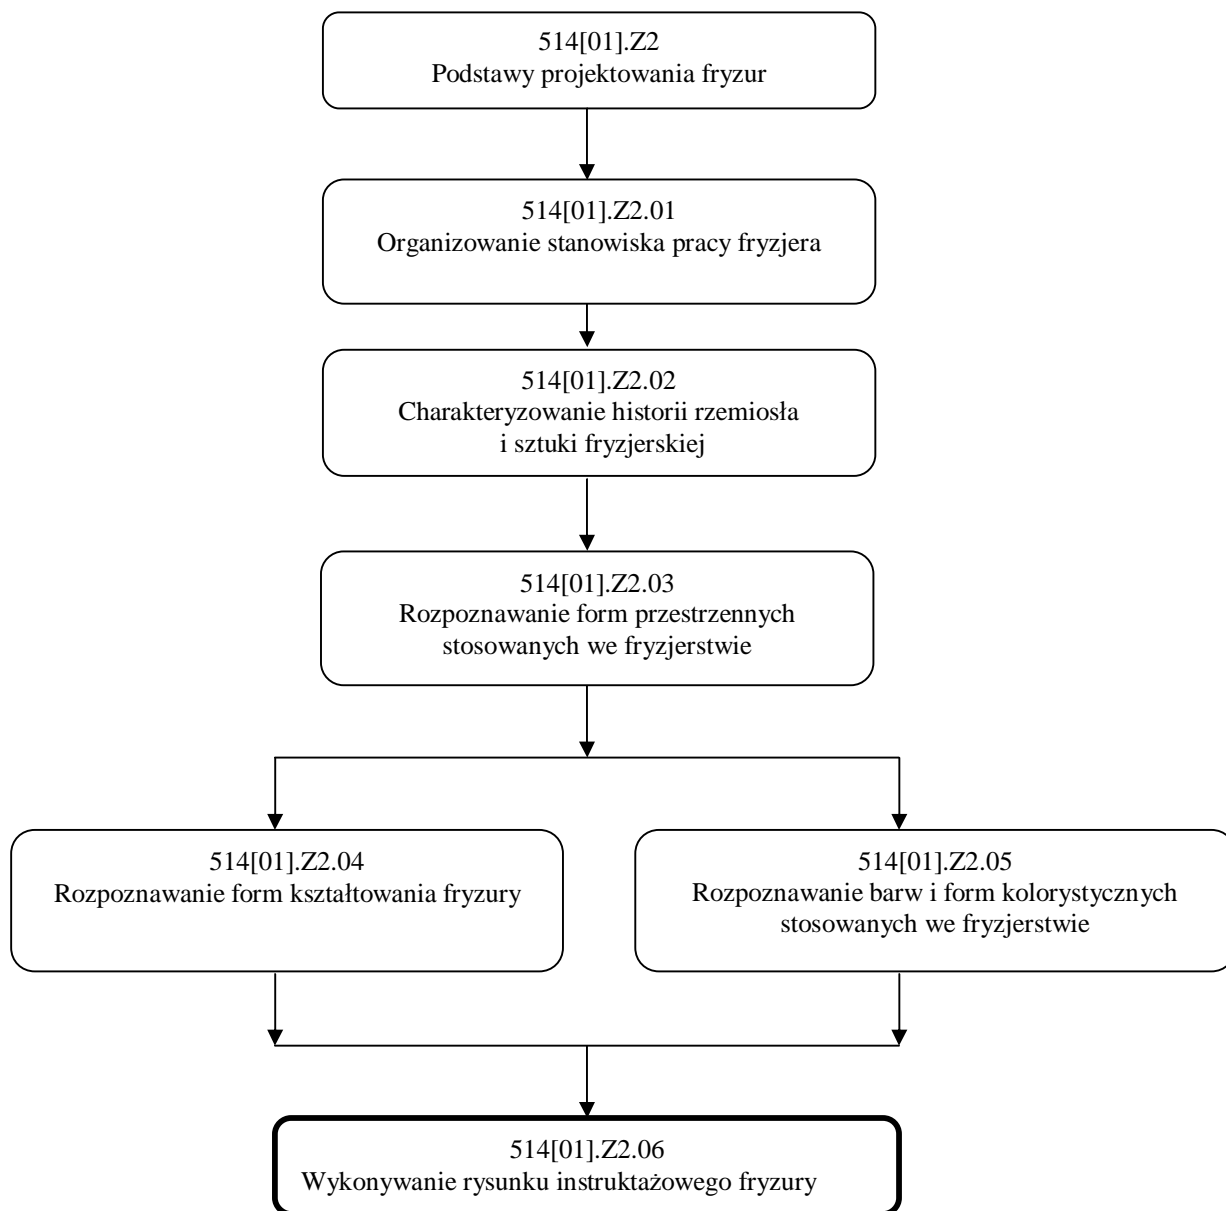 514[01].Z2
Podstawy projektowania fryzur
514[01].Z2.01
Organizowanie stanowiska pracy fryzjera
514[01].Z2.02
Charakteryzowanie historii rzemiosła
i sztuki fryzjerskiej
514[01].Z2.03
Rozpoznawanie form przestrzennych
stosowanych we fryzjerstwie
514[01].Z2.04
Rozpoznawanie form kształtowania fryzury
514[01].Z2.05
Rozpoznawanie barw i form kolorystycznych
stosowanych we fryzjerstwie
514[01].Z2.06
Wykonywanie rysunku instruktażowego fryzury